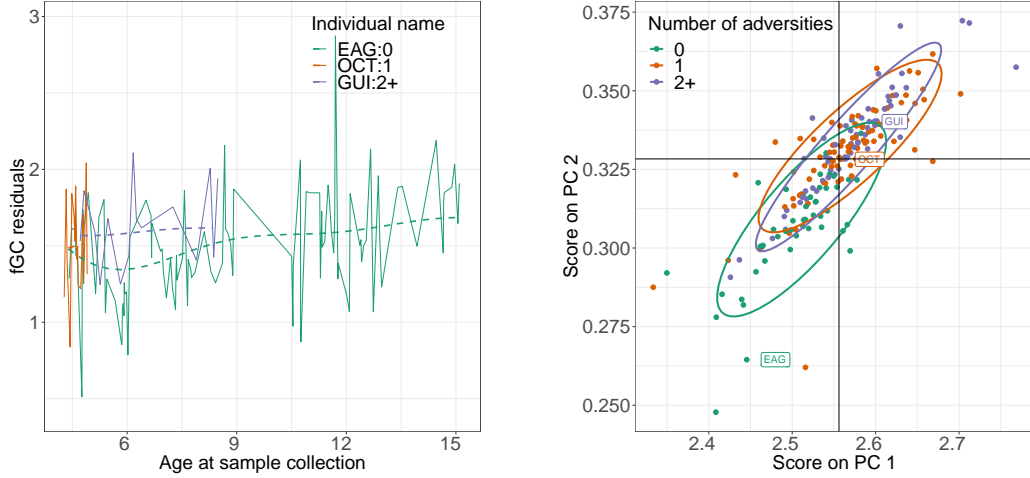 3
2
1
fGC residuals
6
9
12
15
Age at sample collection
Individual name
EAG:0
OCT:1
GUI:2+
0.375
0.350
0.325
0.300
0.275
0.250
Score on PC 2
2.4
2.5
2.6
2.7
Score on PC 1
Number of adversities
0
1
2+
GUI
OCT
EAG